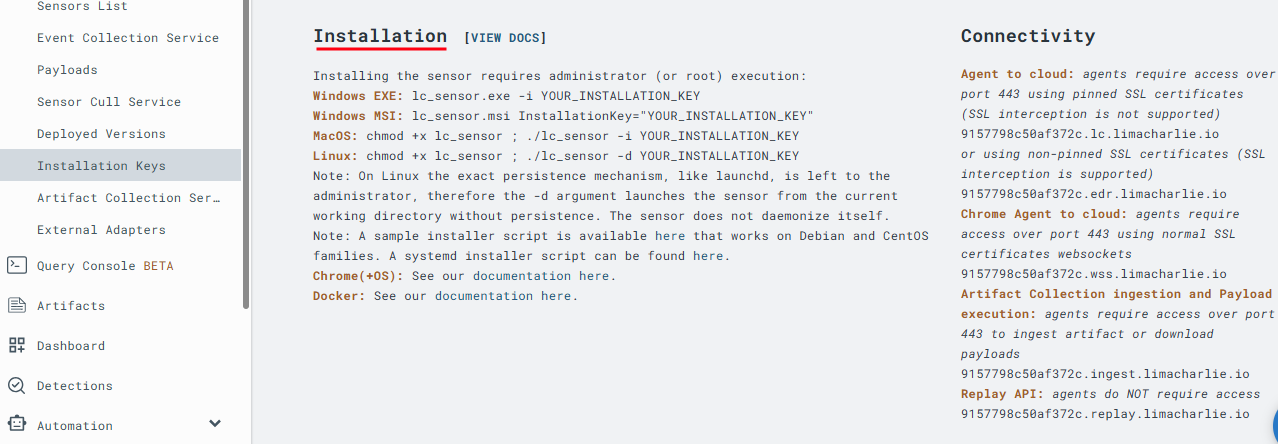 Sensors List
Event Collection Service
Payloads
Sensor Cull Service
Deployed Versions
Installation Keys
Artifact Collection Ser…
External Adapters
Query Console BETA
Artifacts
Dashboard
Detections
Automation
Installation [VIEW DOCS]
Installing the sensor requires administrator (or root) execution:
Windows EXE: lc_sensor.exe -i YOUR_INSTALLATION_KEY
Windows MSI: lc_sensor.msi InstallationKey="YOUR_INSTALLATION_KEY"
MacOS: chmod +x lc_sensor ; ./lc_sensor -i YOUR_INSTALLATION_KEY
Linux: chmod +x lc_sensor ; ./lc_sensor -d YOUR_INSTALLATION_KEY
Note: On Linux the exact persistence mechanism, like launchd, is left to the
administrator, therefore the -d argument launches the sensor from the current
working directory without persistence. The sensor does not daemonize itself.
Note: A sample installer script is available here that works on Debian and CentOS
families. A systemd installer script can be found here.
Chrome(+OS): See our documentation here.
Docker: See our documentation here.
Connectivity
Agent to cloud: agents require access over
port 443 using pinned SSL certificates
(SSL interception is not supported)
9157798c50af372c.lc.limacharlie.io
or using non-pinned SSL certificates (SSL
interception is supported)
9157798c50af372c.edr.limacharlie.io
Chrome Agent to cloud: agents require
access over port 443 using normal SSL
certificates websockets
9157798c50af372c.wss.limacharlie.io
Artifact Collection ingestion and Payload
execution: agents require access over port
443 to ingest artifact or download
payloads
9157798c50af372c.ingest.limacharlie.io
Replay API: agents do NOT require access
9157798c50af372c.replay.limacharlie.io